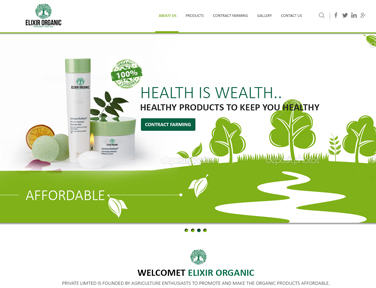 ELIXIR ORGANIC
ABOUT US PRODUCTS CONTRACT FARMING GALLERY CONTACT US
100%
HEALTH IS WEALTH..
HEALTHY PRODUCTS TO KEEP YOU HEALTHY
CONTRACT FARMING
AFFORDABLE
WELCOMET ELIXIR ORGANIC
PRIVATE LIMTED IS FOUNDED BY AGRICULTURE ENTHUSIASTS TO PROMOTE AND MAKE THE ORGANIC PRODUCTS AFFORDABLE.